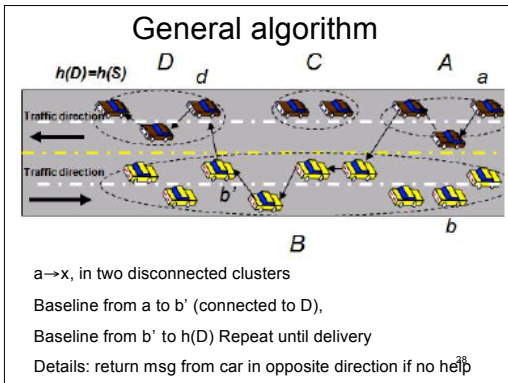 General algorithm
h(D)=h(S)
D
C
A
d
a
Traffic direction
Traffic direction
b'
b
B
a→x, in two disconnected clusters
Baseline from a to b’ (connected to D),
Baseline from b’ to h(D) Repeat until delivery
Details: return msg from car in opposite direction if no help
28